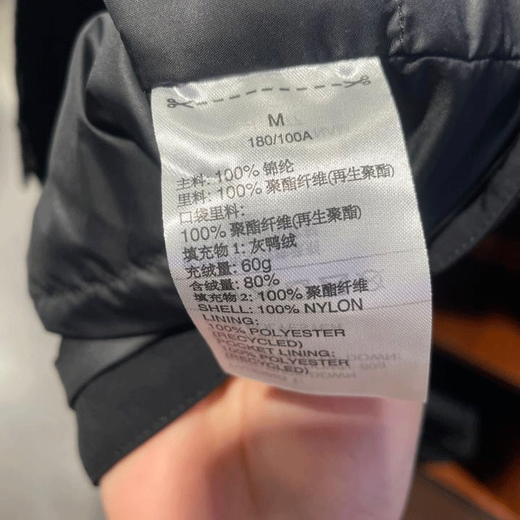 M
180/100A
主料: 100% 锦纶
里料: 100% 聚酯纤维(再生聚酯)
口袋里料:
100% 聚酯纤维(再生聚酯)
填充物 1: 灰鸭绒
充绒量: 60g
含绒量: 80%
填充物 2: 100% 聚酯纤维
SHELL: 100% NYLON
LINING:
100% POLYESTER
(RECYCLED)
POCKET LINING:
100% POLYESTER
(RECYCLED)